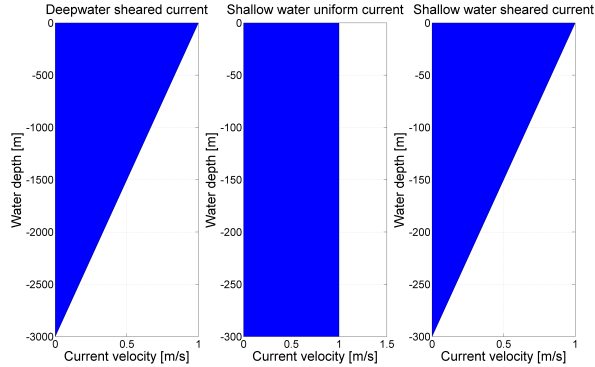 Deepwater sheared current
0
-500
-1000
-1500
-2000
-2500
-3000
Water depth [m]
0 0.5 1
Current velocity [m/s]
Shallow water uniform current
0
-50
-100
-150
-200
-250
-300
Water depth [m]
0 0.5 1 1.5
Current velocity [m/s]
Shallow water sheared current
0
-50
-100
-150
-200
-250
-300
Water depth [m]
0 0.5 1
Current velocity [m/s]